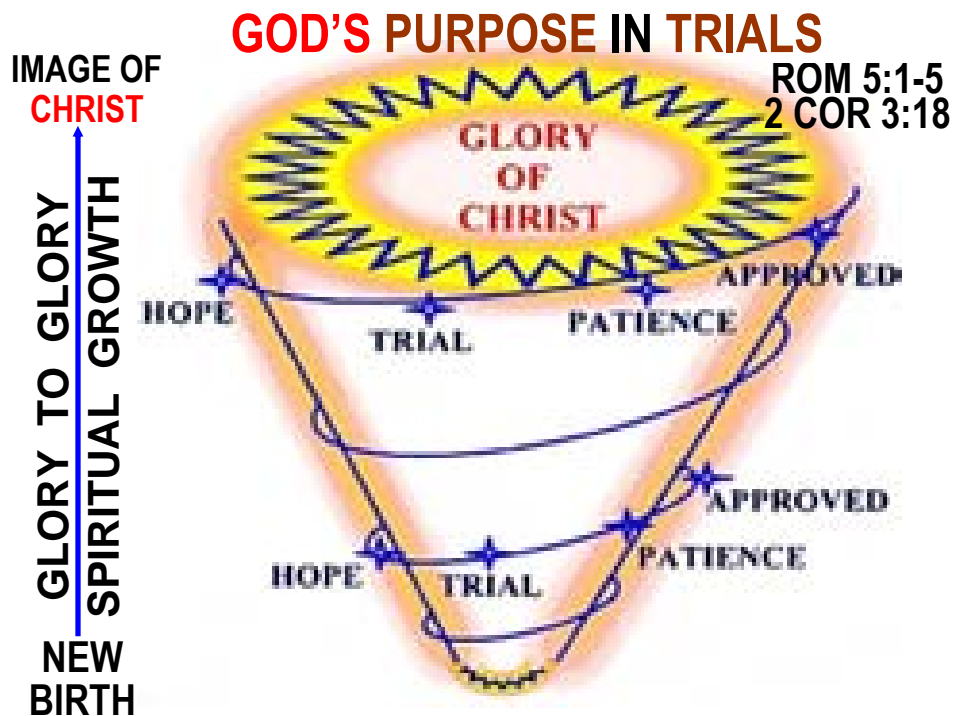 GOD'S PURPOSE IN TRIALS
IMAGE OF
CHRIST
ROM 5:1-5
2 COR 3:18
GLORY
OF
CHRIST
GLORY TO GLORY
SPIRITUAL GROWTH
APPROVED
HOPE
TRIAL
PATIENCE
APPROVED
HOPE
TRIAL
PATIENCE
NEW
BIRTH